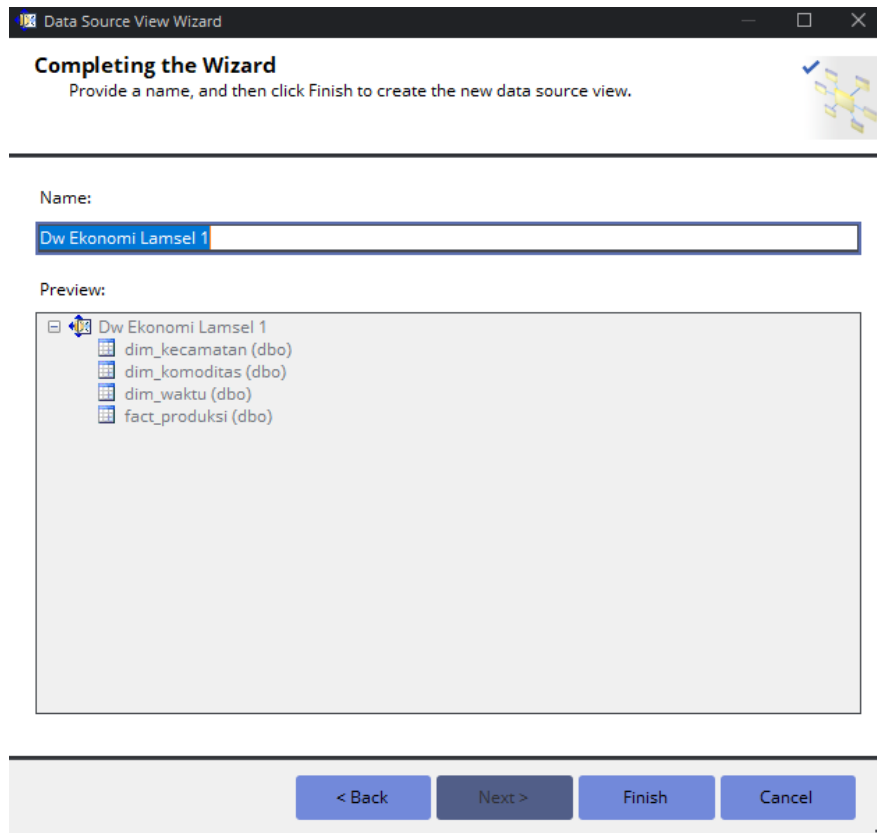 Data Source View Wizard
Completing the Wizard
Provide a name, and then click Finish to create the new data source view.
Name:
Dw Ekonomi Lamsel 1
Preview:
Dw Ekonomi Lamsel 1
dim_kecamatan (dbo)
dim_komoditas (dbo)
dim_waktu (dbo)
fact_produksi (dbo)
< Back Next > Finish Cancel